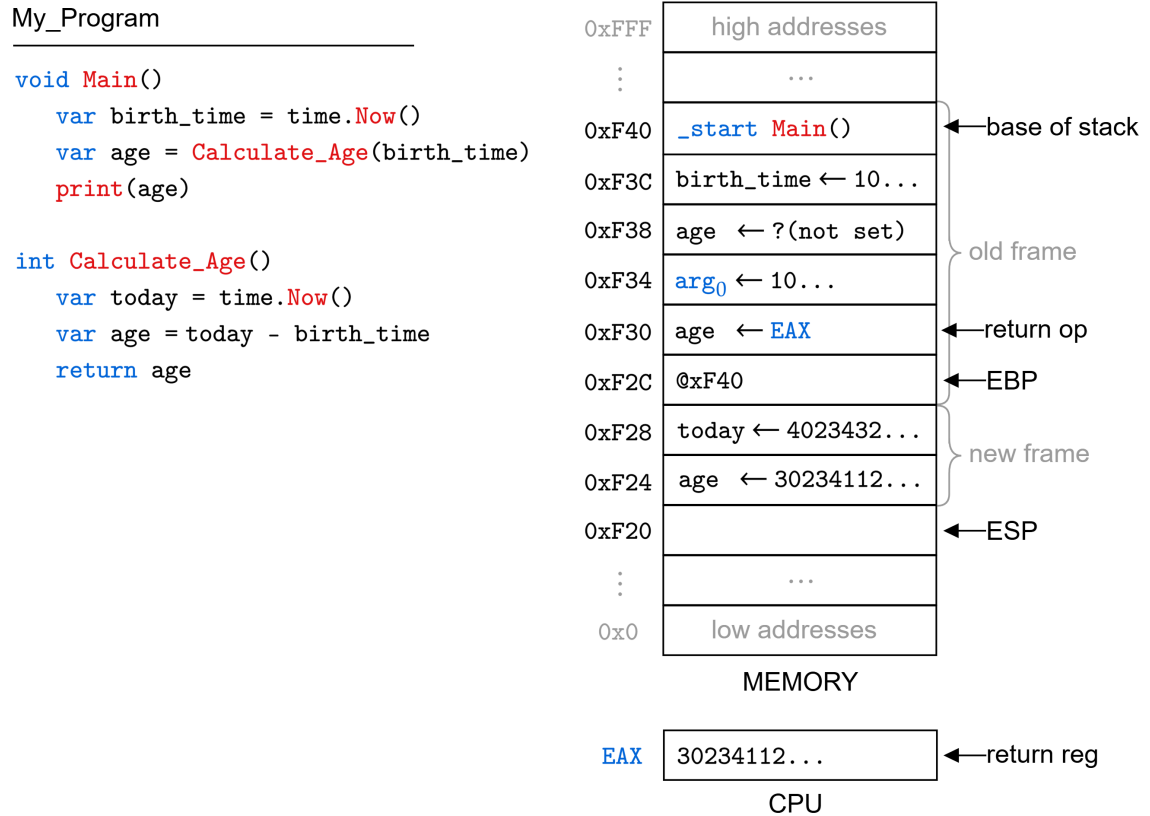 My_Program
void Main()
var birth_time = time.Now()
var age = Calculate_Age(birth_time)
print(age)
int Calculate_Age()
var today = time.Now()
var age = today - birth_time
return age
0xFFF high addresses
⋮ ...
0xF40 _start Main() ←base of stack
0xF3C birth_time ← 10...
0xF38 age ← ?(not set)
old frame
0xF34 arg₀ ← 10...
0xF30 age ← EAX ←return op
0xF2C @xF40 ←EBP
0xF28 today ← 4023432...
new frame
0xF24 age ← 30234112...
0xF20 ←ESP
⋮ ...
0x0 low addresses
MEMORY
EAX 30234112... ←return reg
CPU